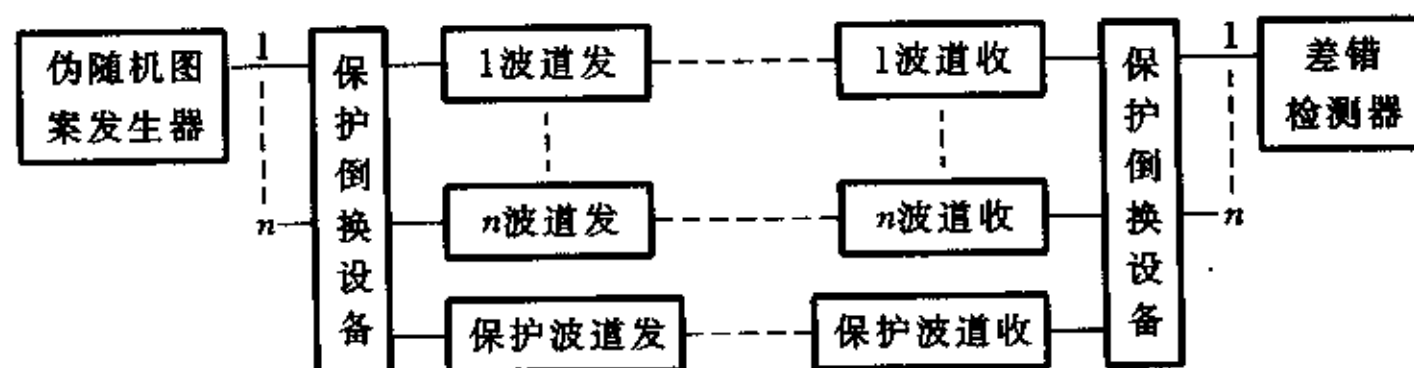 伪随机图
案发生器
1
n
保护倒换设备
1波道发
n波道发
保护波道发
1波道收
n波道收
保护波道收
保护倒换设备
1
n
差错
检测器